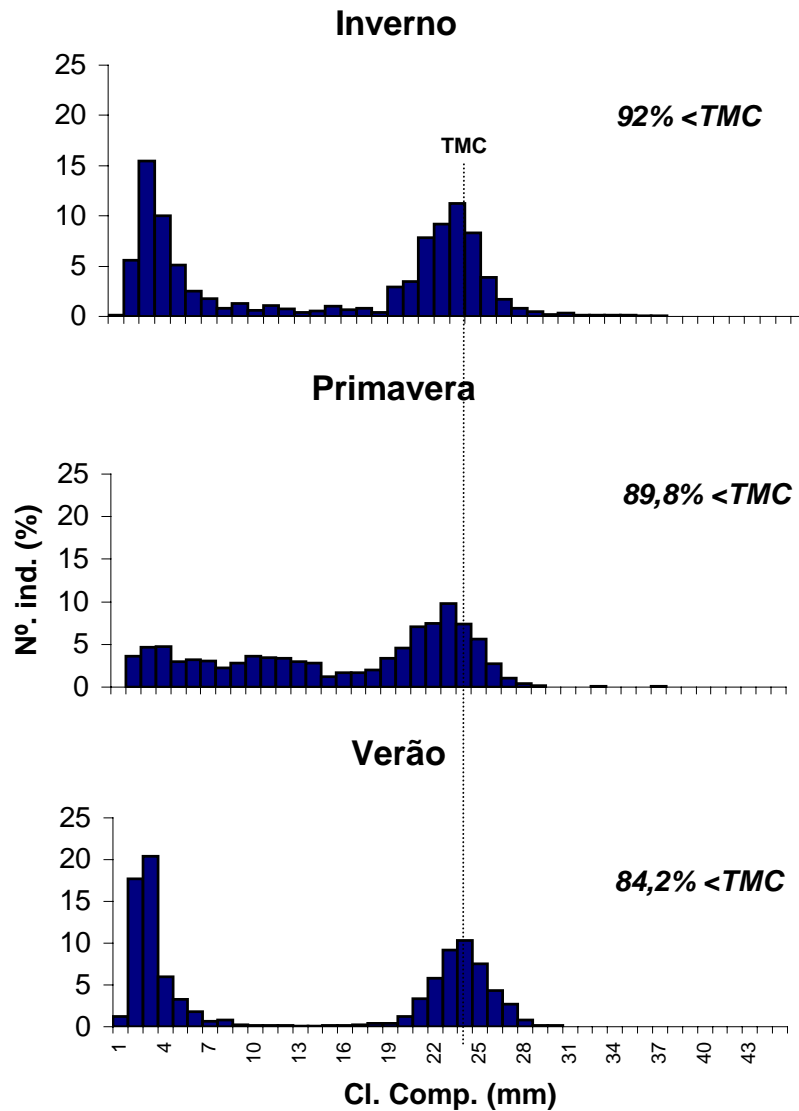 Inverno
25
20
15
10
5
0
92% <TMC
TMC
Primavera
25
20
15
10
5
0
89,8% <TMC
Nº. ind. (%)
Verão
25
20
15
10
5
0
84,2% <TMC
1 4 7 10 13 16 19 22 25 28 31 34 37 40 43
Cl. Comp. (mm)